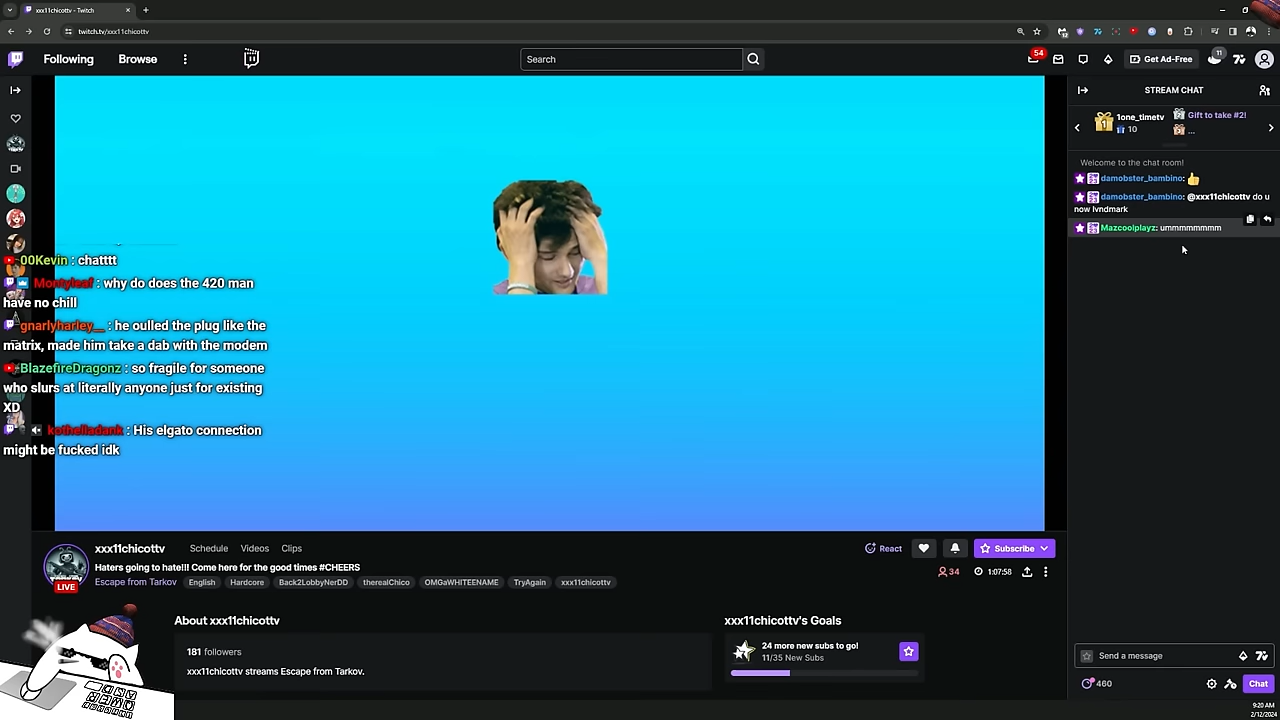 xxx11chicottv - Twitch
twitch.tv/xxx11chicottv
Following
Browse
Search
54
Get Ad-Free
11
STREAM CHAT
1one_timetv
10
Gift to take #2!
...
Welcome to the chat room!
damobster_bambino: 👍
damobster_bambino: @xxx11chicottv do u
now lvndmark
Mazcoolplayz: ummmmmmmm
00Kevin : chatttt
Montyleaf : why do does the 420 man
have no chill
gnarlyharley__ : he oulled the plug like the
matrix, made him take a dab with the modem
BlazefireDragonz : so fragile for someone
who slurs at literally anyone just for existing
XD
kothelladank : His elgato connection
might be fucked idk
LIVE
xxx11chicottv
Schedule
Videos
Clips
React
Subscribe
Haters going to hate!!! Come here for the good times #CHEERS
Escape from Tarkov
English
Hardcore
Back2LobbyNerDD
therealChico
OMGaWHITEENAME
TryAgain
xxx11chicottv
34
1:07:58
About xxx11chicottv
181 followers
xxx11chicottv streams Escape from Tarkov.
xxx11chicottv's Goals
24 more new subs to go!
11/35 New Subs
Send a message
460
Chat
9:20 AM
2/12/2024